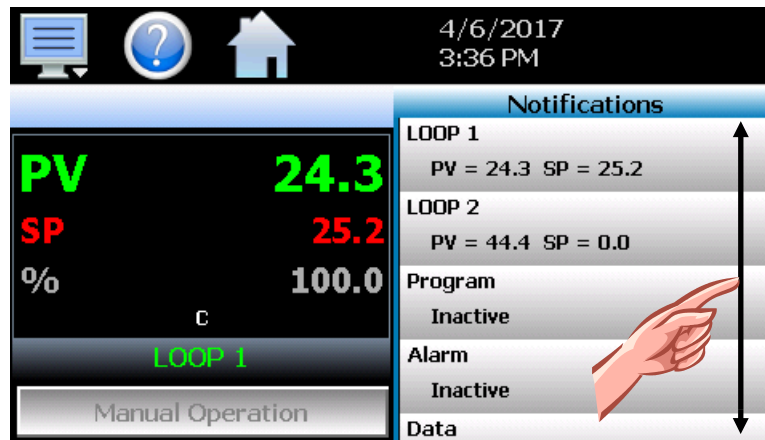 ?
4/6/2017
3:36 PM
PV 24.3
SP 25.2
% 100.0
C
LOOP 1
Manual Operation
Notifications
LOOP 1
PV = 24.3 SP = 25.2
LOOP 2
PV = 44.4 SP = 0.0
Program
Inactive
Alarm
Inactive
Data